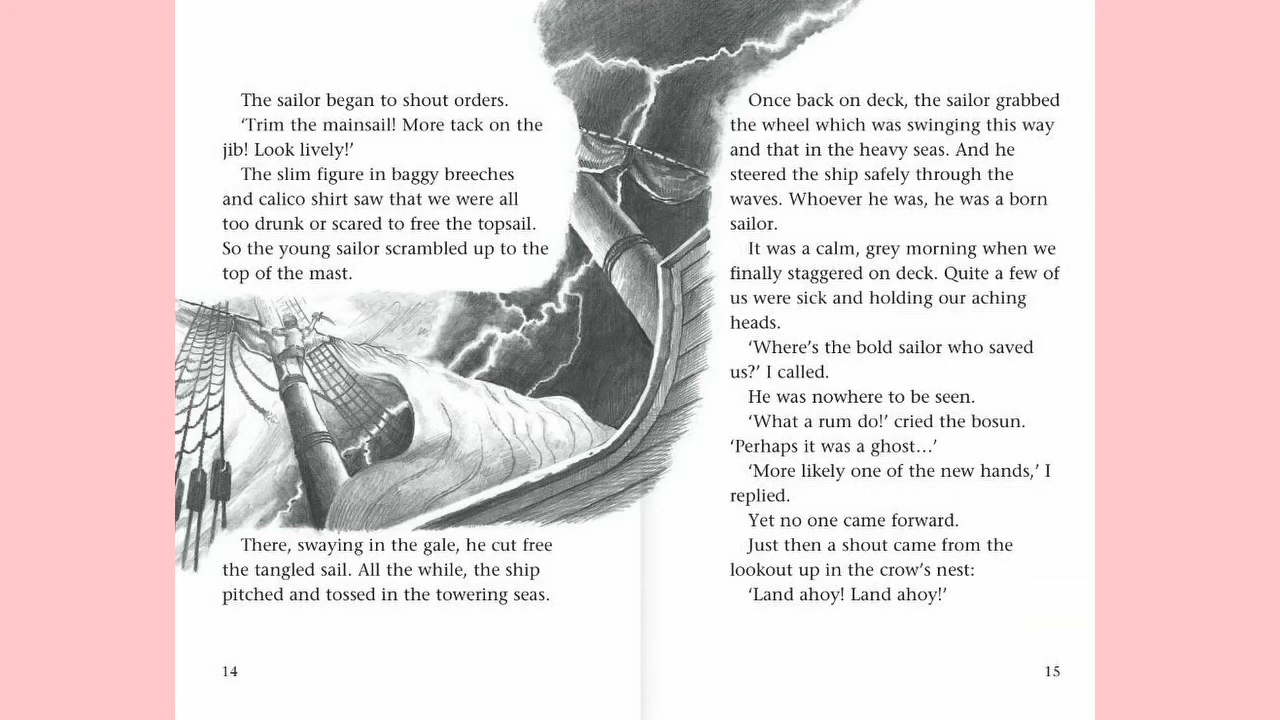 The sailor began to shout orders.
‘Trim the mainsail! More tack on the
jib! Look lively!’
The slim figure in baggy breeches
and calico shirt saw that we were all
too drunk or scared to free the topsail.
So the young sailor scrambled up to the
top of the mast.
There, swaying in the gale, he cut free
the tangled sail. All the while, the ship
pitched and tossed in the towering seas.
14
Once back on deck, the sailor grabbed
the wheel which was swinging this way
and that in the heavy seas. And he
steered the ship safely through the
waves. Whoever he was, he was a born
sailor.
It was a calm, grey morning when we
finally staggered on deck. Quite a few of
us were sick and holding our aching
heads.
‘Where’s the bold sailor who saved
us?’ I called.
He was nowhere to be seen.
‘What a rum do!’ cried the bosun.
‘Perhaps it was a ghost…’
‘More likely one of the new hands,’ I
replied.
Yet no one came forward.
Just then a shout came from the
lookout up in the crow’s nest:
‘Land ahoy! Land ahoy!’
15